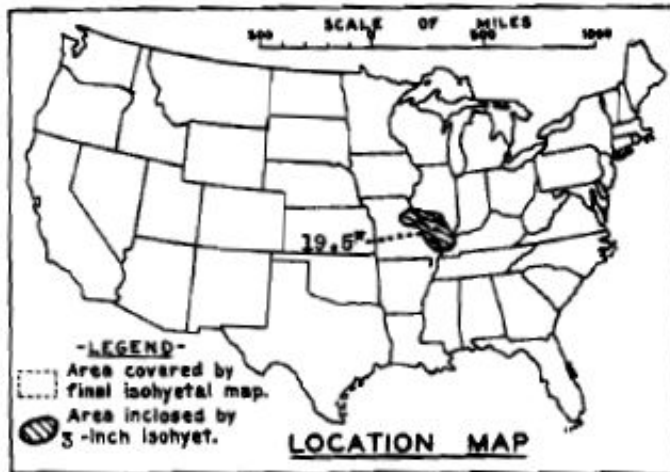 SCALE OF MILES
500 0 500 1000
19.5"
-LEGEND-
Area covered by
final isohyetal map.
Area inclosed by
3 -inch isohyet.
LOCATION MAP